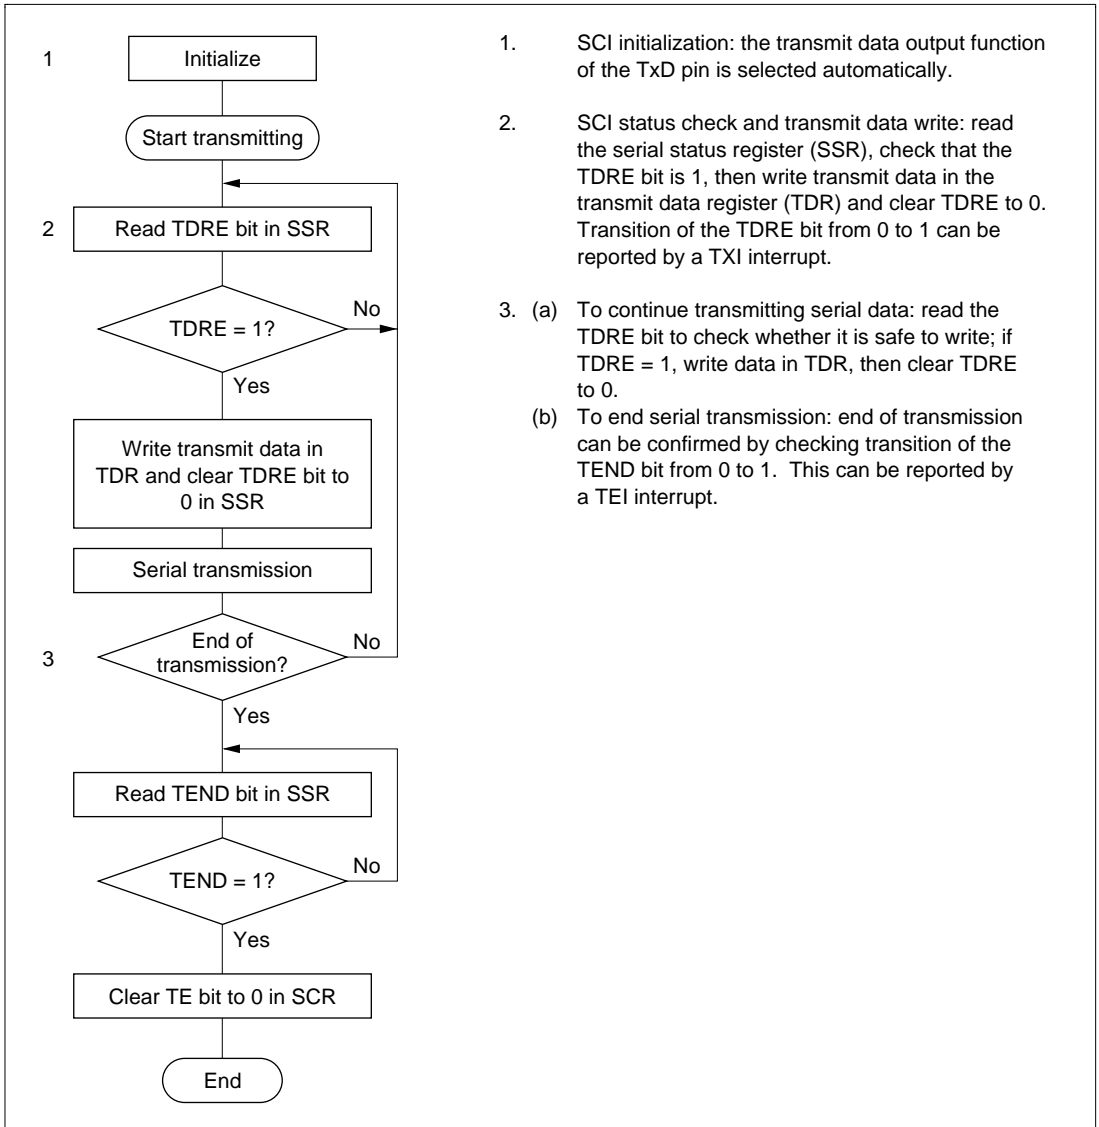 1
Initialize
Start transmitting
2
Read TDRE bit in SSR
TDRE = 1?
No
Yes
Write transmit data in
TDR and clear TDRE bit to
0 in SSR
Serial transmission
3
End of
transmission?
No
Yes
Read TEND bit in SSR
TEND = 1?
No
Yes
Clear TE bit to 0 in SCR
End
1. SCI initialization: the transmit data output function
of the TxD pin is selected automatically.
2. SCI status check and transmit data write: read
the serial status register (SSR), check that the
TDRE bit is 1, then write transmit data in the
transmit data register (TDR) and clear TDRE to 0.
Transition of the TDRE bit from 0 to 1 can be
reported by a TXI interrupt.
3. (a) To continue transmitting serial data: read the
TDRE bit to check whether it is safe to write; if
TDRE = 1, write data in TDR, then clear TDRE
to 0.
(b) To end serial transmission: end of transmission
can be confirmed by checking transition of the
TEND bit from 0 to 1. This can be reported by
a TEI interrupt.